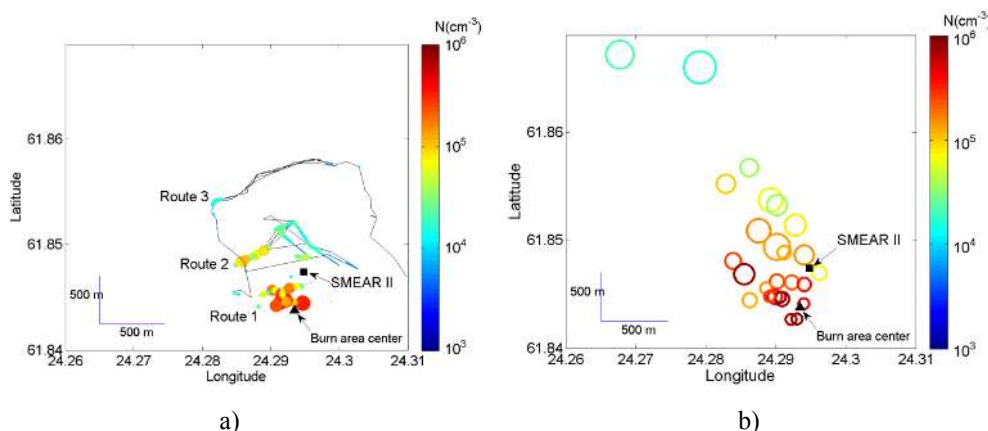 N(cm⁻³)
10⁶
10⁵
10⁴
10³
61.86
61.85
61.84
Latitude
Route 3
Route 2
Route 1
SMEAR II
Burn area center
500 m
500 m
24.26 24.27 24.28 24.29 24.3 24.31
Longitude
a)
N(cm⁻³)
10⁶
10⁵
10⁴
10³
61.86
61.85
61.84
Latitude
SMEAR II
Burn area center
500 m
500 m
24.26 24.27 24.28 24.29 24.3 24.31
Longitude
b)